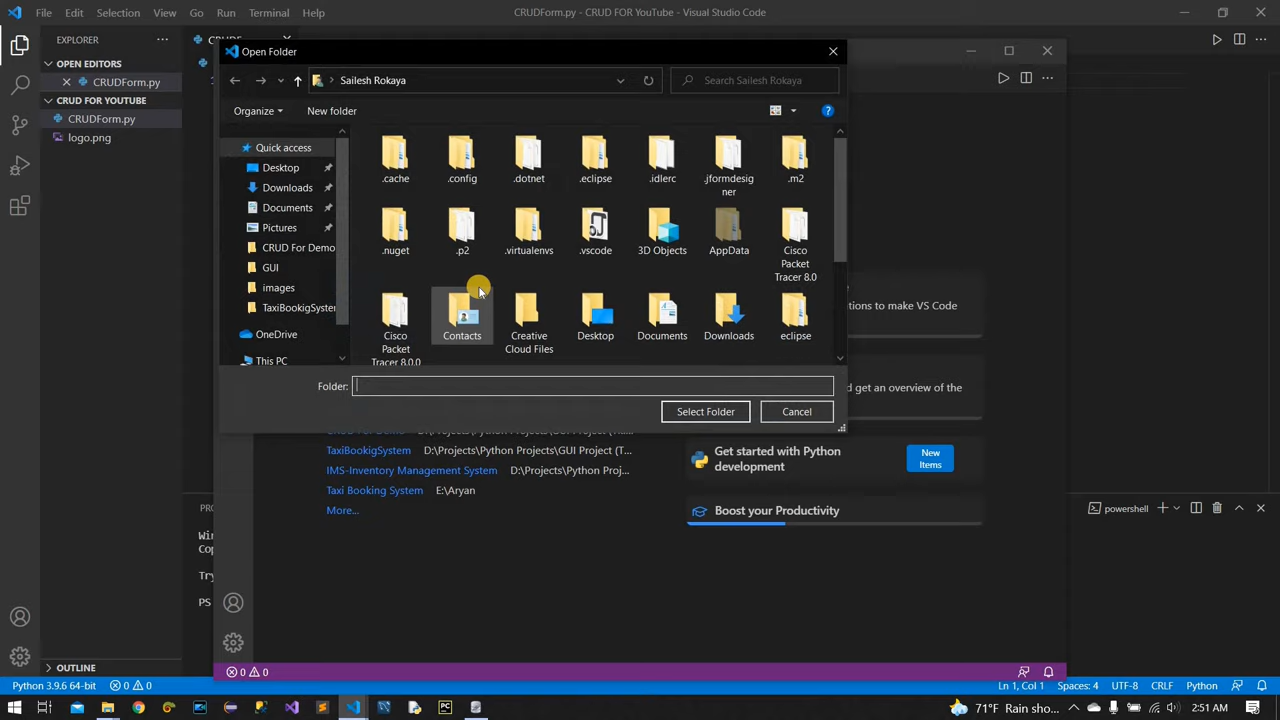 File Edit Selection View Go Run Terminal Help
CRUDForm.py - CRUD FOR YouTube - Visual Studio Code
EXPLORER
OPEN EDITORS
CRUDForm.py
CRUD FOR YOUTUBE
CRUDForm.py
logo.png
Open Folder
Sailesh Rokaya
Search Sailesh Rokaya
Organize
New folder
Quick access
Desktop
Downloads
Documents
Pictures
CRUD For Demo
GUI
images
TaxiBookigSyster
OneDrive
This PC
.cache
.config
.dotnet
.eclipse
.idlerc
.jformdesigner
.m2
.nuget
.p2
.virtualenvs
.vscode
3D Objects
AppData
Cisco Packet Tracer 8.0
Cisco Packet Tracer 8.0.0
Contacts
Creative Cloud Files
Desktop
Documents
Downloads
eclipse
Folder:
Select Folder
Cancel
tions to make VS Code
nd get an overview of the
TaxiBookigSystem D:\Projects\Python Projects\GUI Project (T...
IMS-Inventory Management System D:\Projects\Python Proj...
Taxi Booking System E:\Aryan
More...
Get started with Python development
New Items
Boost your Productivity
powershell
PS
OUTLINE
0 0
Python 3.9.6 64-bit 0 0
Ln 1, Col 1 Spaces: 4 UTF-8 CRLF Python
71°F Rain sho...
2:51 AM